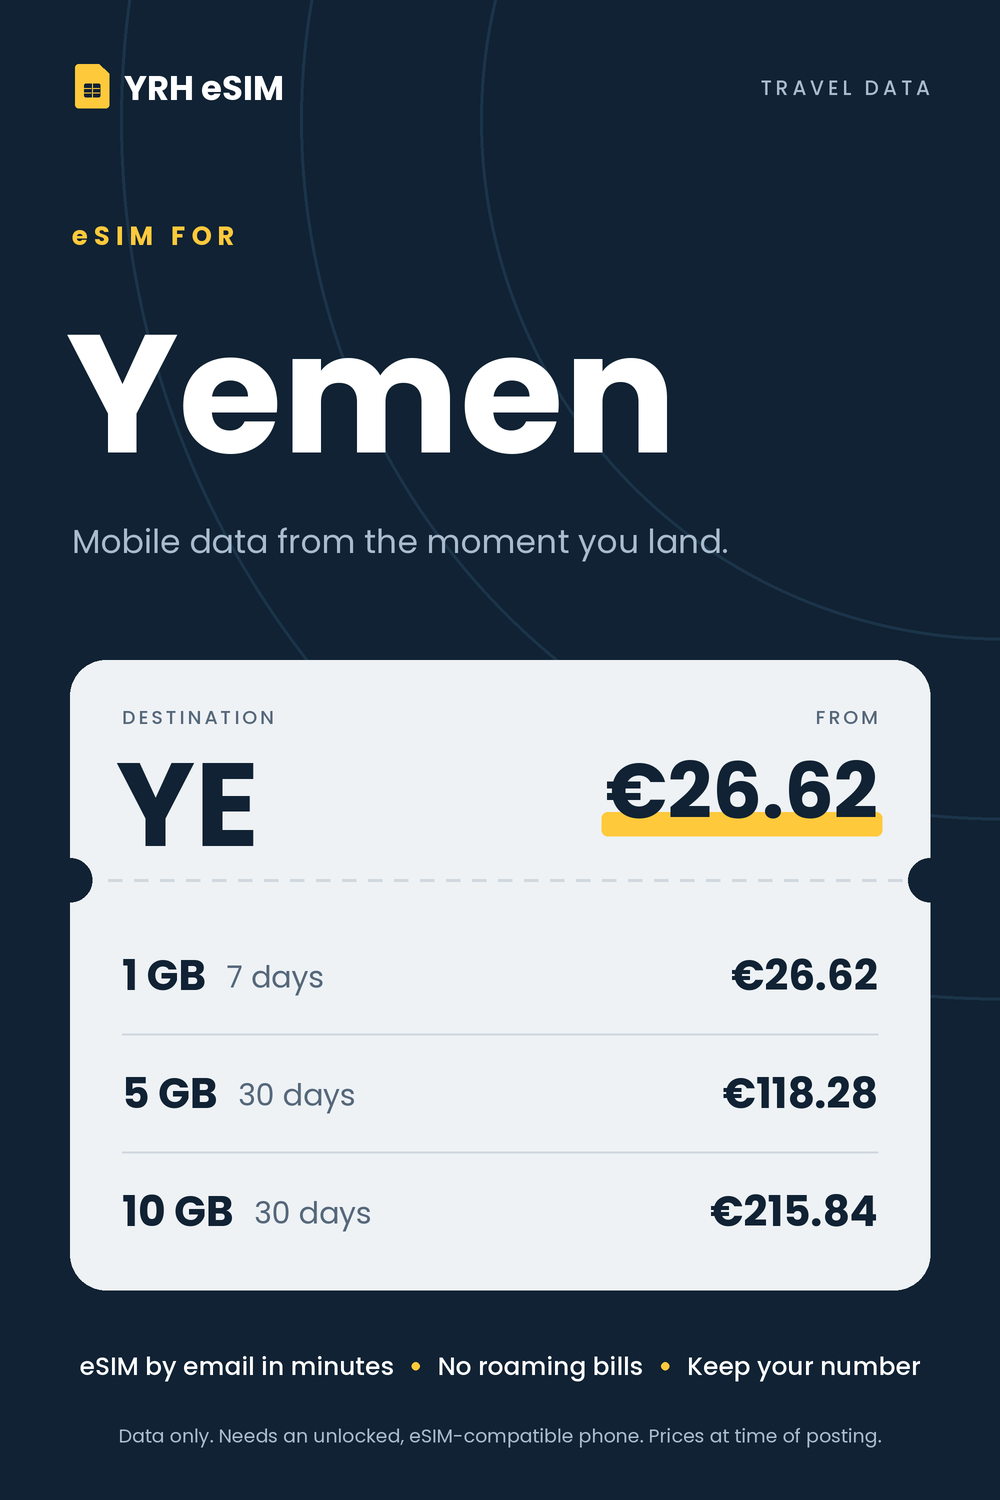 YRH eSIM
TRAVEL DATA
eSIM FOR
Yemen
Mobile data from the moment you land.
DESTINATION
FROM
YE
€26.62
1 GB 7 days €26.62
5 GB 30 days €118.28
10 GB 30 days €215.84
eSIM by email in minutes • No roaming bills • Keep your number
Data only. Needs an unlocked, eSIM-compatible phone. Prices at time of posting.